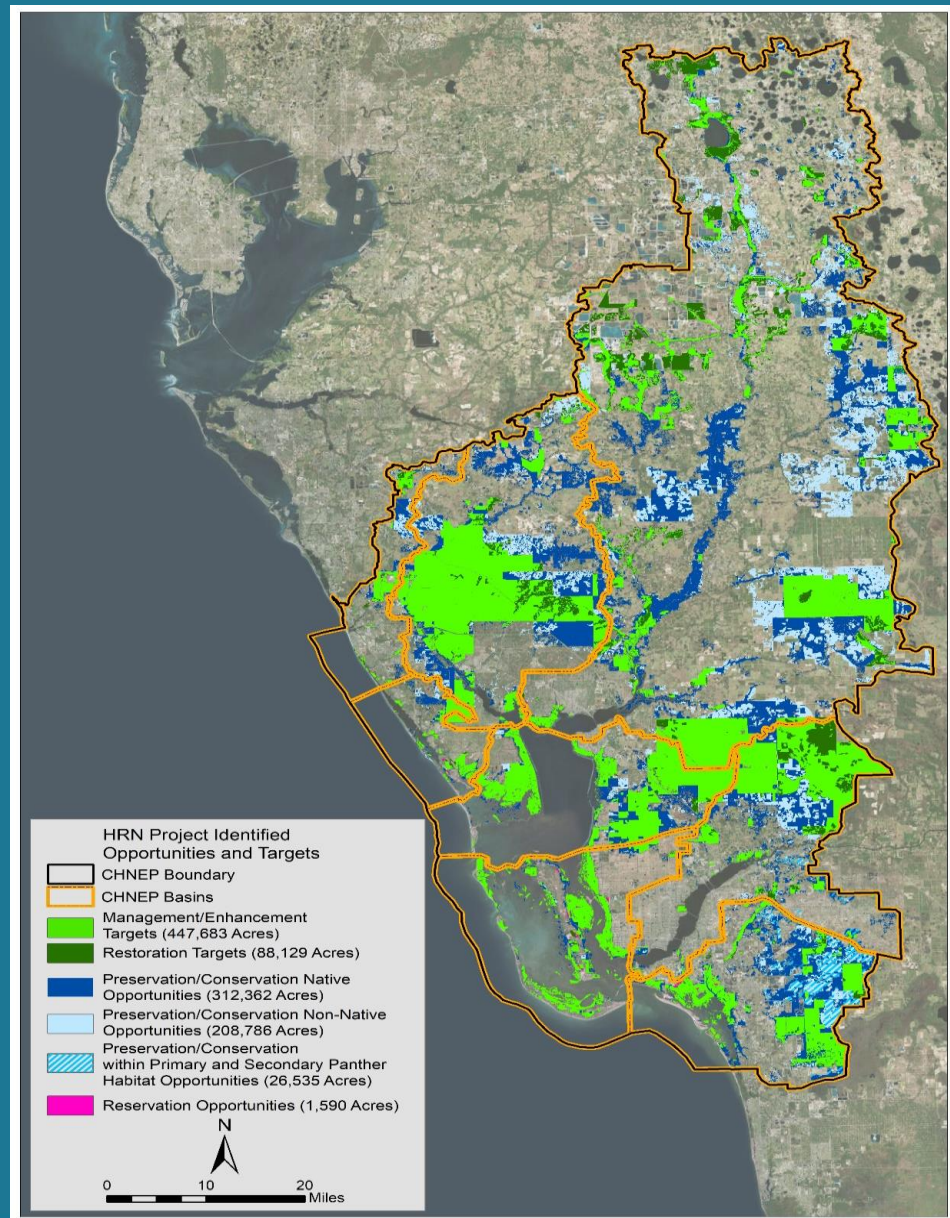 HRN Project Identified
Opportunities and Targets
CHNEP Boundary
CHNEP Basins
Management/Enhancement
Targets (447,683 Acres)
Restoration Targets (88,129 Acres)
Preservation/Conservation Native
Opportunities (312,362 Acres)
Preservation/Conservation Non-Native
Opportunities (208,786 Acres)
Preservation/Conservation
within Primary and Secondary Panther
Habitat Opportunities (26,535 Acres)
Reservation Opportunities (1,590 Acres)
N
0 10 20
Miles